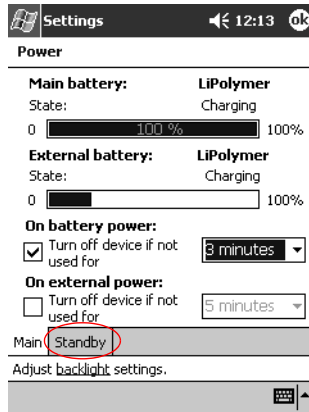 Settings 12:13 ok
Power
Main battery: LiPolymer
State: Charging
0 100 % 100%
External battery: LiPolymer
State: Charging
0 100%
On battery power:
Turn off device if not
used for 3 minutes
On external power:
Turn off device if not
used for 5 minutes
Main Standby
Adjust backlight settings.